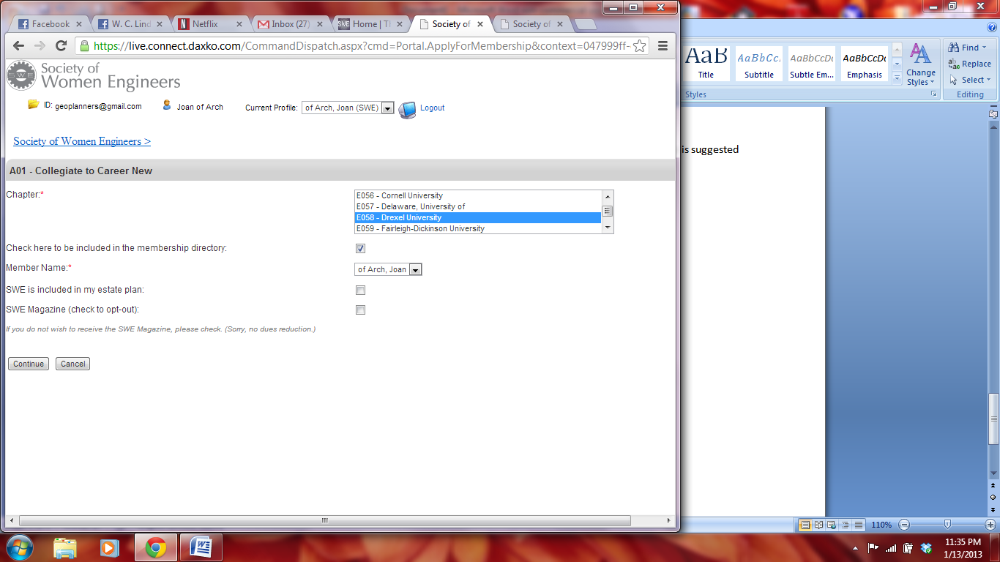 Facebook
W. C. Lind
Netflix
Inbox (27)
Home | Tl
Society of
Society of
https://live.connect.daxko.com/CommandDispatch.aspx?cmd=Portal.ApplyForMembership&context=047999ff-
SWE
Society of
Women Engineers
ID: geoplanners@gmail.com Joan of Arch Current Profile: of Arch, Joan (SWE) Logout
Society of Women Engineers >
A01 - Collegiate to Career New
Chapter:*
E056 - Cornell University
E057 - Delaware, University of
E058 - Drexel University
E059 - Fairleigh-Dickinson University
Check here to be included in the membership directory:
Member Name:* of Arch, Joan
SWE is included in my estate plan:
SWE Magazine (check to opt-out):
If you do not wish to receive the SWE Magazine, please check. (Sorry, no dues reduction.)
Continue Cancel
AaB AaBbCc. AaBbCcDc AaBbCcDc
Title Subtitle Subtle Em... Emphasis
Change
Styles
Styles
Find
Replace
Select
Editing
is suggested
110%
11:35 PM
1/13/2013